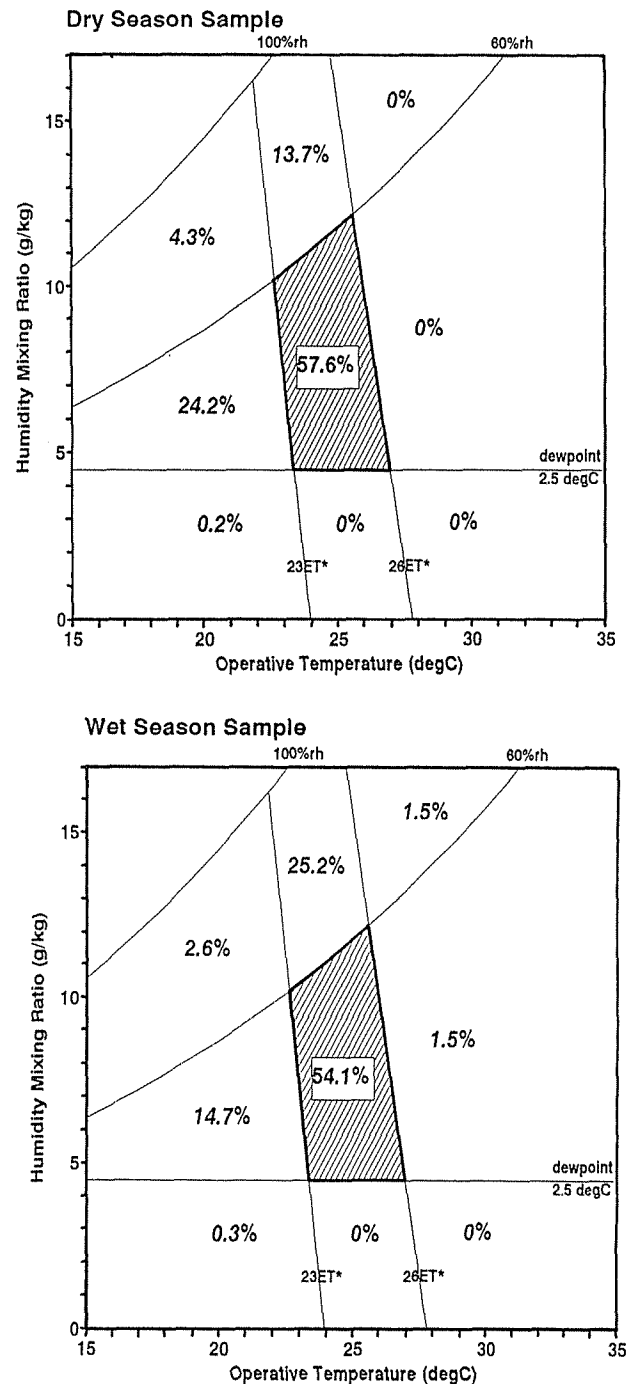 Dry Season Sample
100%rh 60%rh
0%
15
13.7%
4.3%
Humidity Mixing Ratio (g/kg)
10
0%
57.6%
24.2%
5
dewpoint
2.5 degC
0.2% 0% 0%
23ET* 26ET*
0
15 20 25 30 35
Operative Temperature (degC)
Wet Season Sample
100%rh 60%rh
1.5%
15
25.2%
2.6%
Humidity Mixing Ratio (g/kg)
10
1.5%
54.1%
14.7%
5
dewpoint
2.5 degC
0.3% 0% 0%
23ET* 26ET*
0
15 20 25 30 35
Operative Temperature (degC)